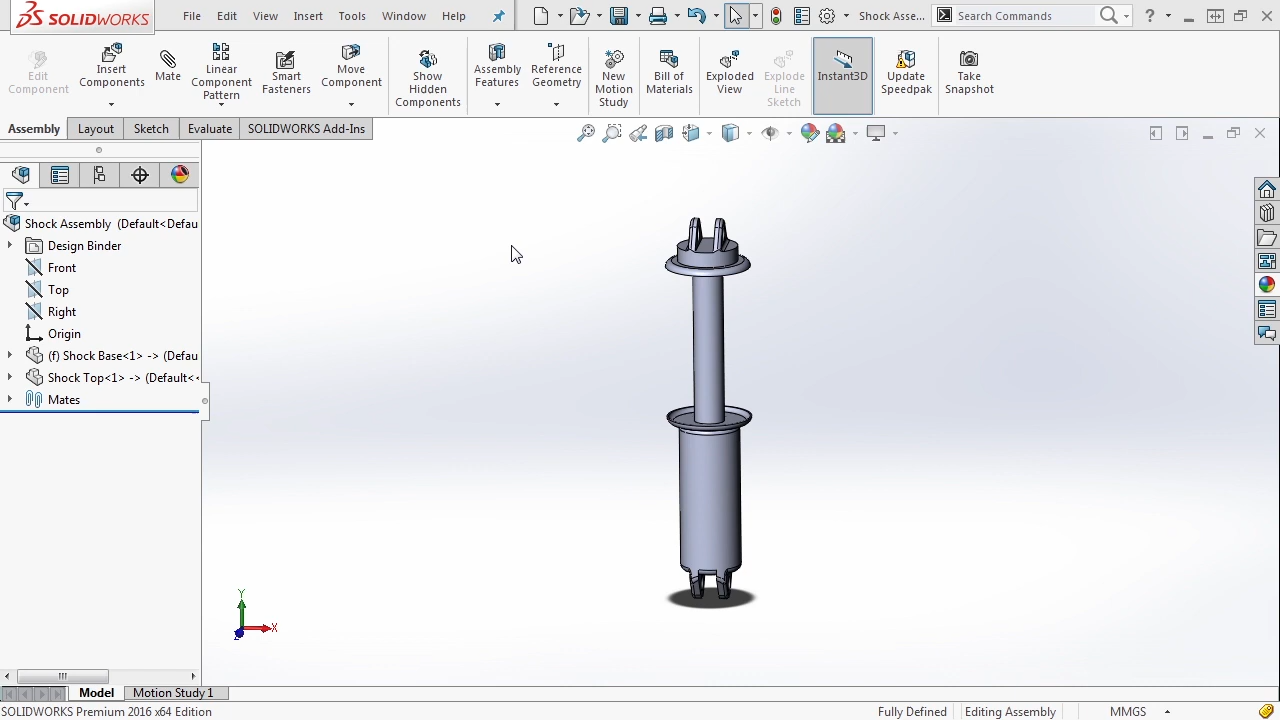 SOLIDWORKS
File Edit View Insert Tools Window Help
Shock Asse...
Search Commands
?
Edit Component
Insert Components
Mate
Linear Component Pattern
Smart Fasteners
Move Component
Show Hidden Components
Assembly Features
Reference Geometry
New Motion Study
Bill of Materials
Exploded View
Explode Line Sketch
Instant3D
Update Speedpak
Take Snapshot
Assembly Layout Sketch Evaluate SOLIDWORKS Add-Ins
Shock Assembly (Default<Defau
Design Binder
Front
Top
Right
Origin
(f) Shock Base<1> -> (Defau
Shock Top<1> -> (Default<
Mates
Y
X
Z
Model Motion Study 1
SOLIDWORKS Premium 2016 x64 Edition
Fully Defined Editing Assembly MMGS